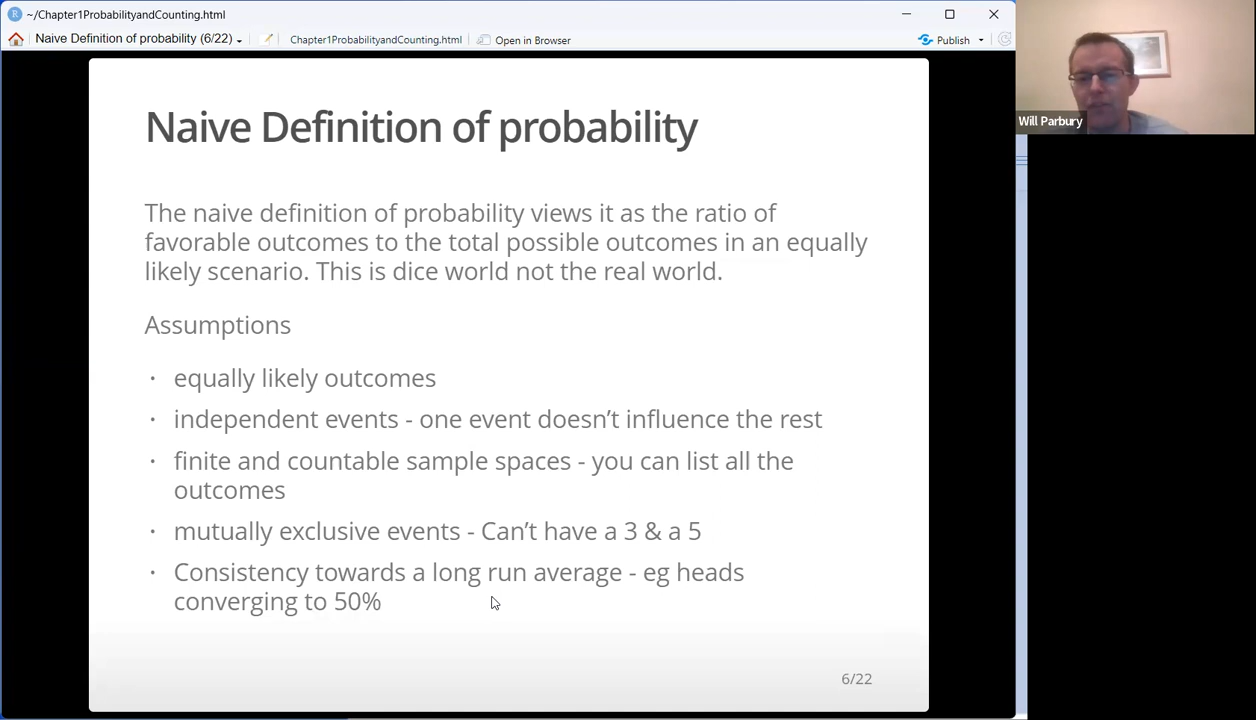 ~/Chapter1ProbabilityandCounting.html
Naive Definition of probability (6/22)
Chapter1ProbabilityandCounting.html
Open in Browser
Publish
Naive Definition of probability
The naive definition of probability views it as the ratio of
favorable outcomes to the total possible outcomes in an equally
likely scenario. This is dice world not the real world.
Assumptions
· equally likely outcomes
· independent events - one event doesn’t influence the rest
· finite and countable sample spaces - you can list all the
outcomes
· mutually exclusive events - Can’t have a 3 & a 5
· Consistency towards a long run average - eg heads
converging to 50%
6/22
Will Parbury